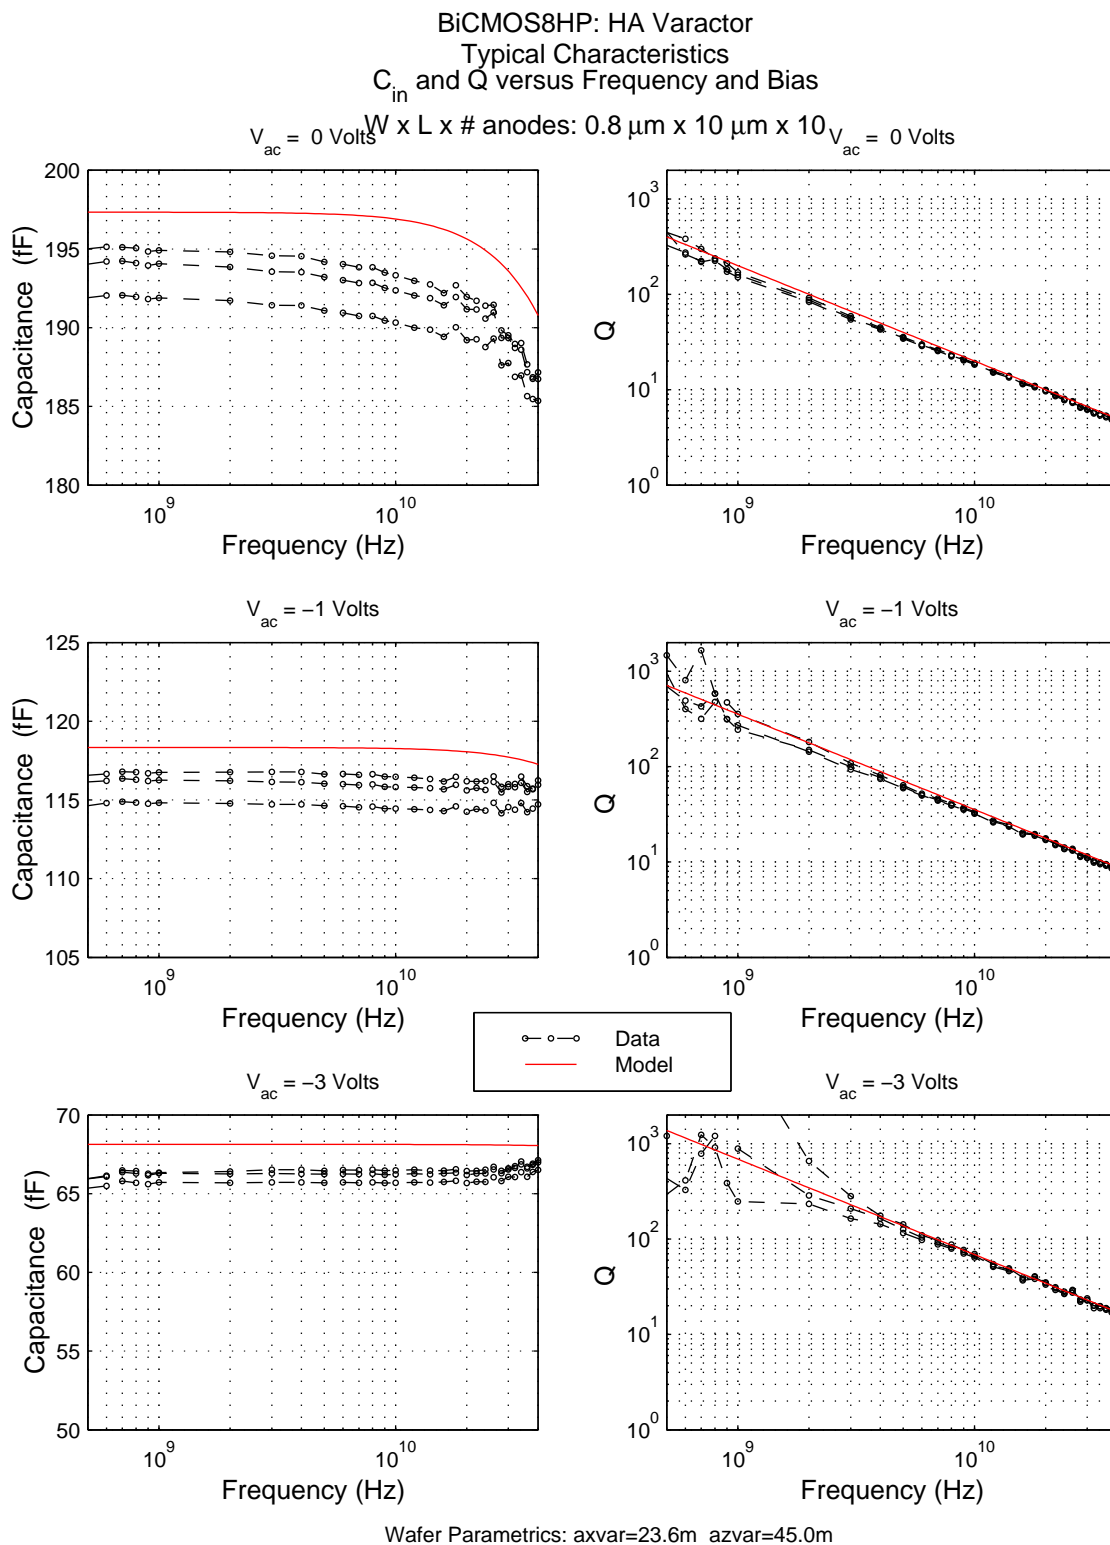 BiCMOS8HP: HA Varactor
Typical Characteristics
C_in and Q versus Frequency and Bias
W x L x # anodes: 0.8 μm x 10 μm x 10
V_ac = 0 Volts
200
195
190
185
180
Capacitance (fF)
10^9
10^10
Frequency (Hz)
V_ac = 0 Volts
10^3
10^2
10^1
10^0
Q
10^9
10^10
Frequency (Hz)
V_ac = −1 Volts
125
120
115
110
105
Capacitance (fF)
10^9
10^10
Frequency (Hz)
V_ac = −1 Volts
10^3
10^2
10^1
10^0
Q
10^9
10^10
Frequency (Hz)
Data
Model
V_ac = −3 Volts
70
65
60
55
50
Capacitance (fF)
10^9
10^10
Frequency (Hz)
V_ac = −3 Volts
10^3
10^2
10^1
10^0
Q
10^9
10^10
Frequency (Hz)
Wafer Parametrics: axvar=23.6m azvar=45.0m